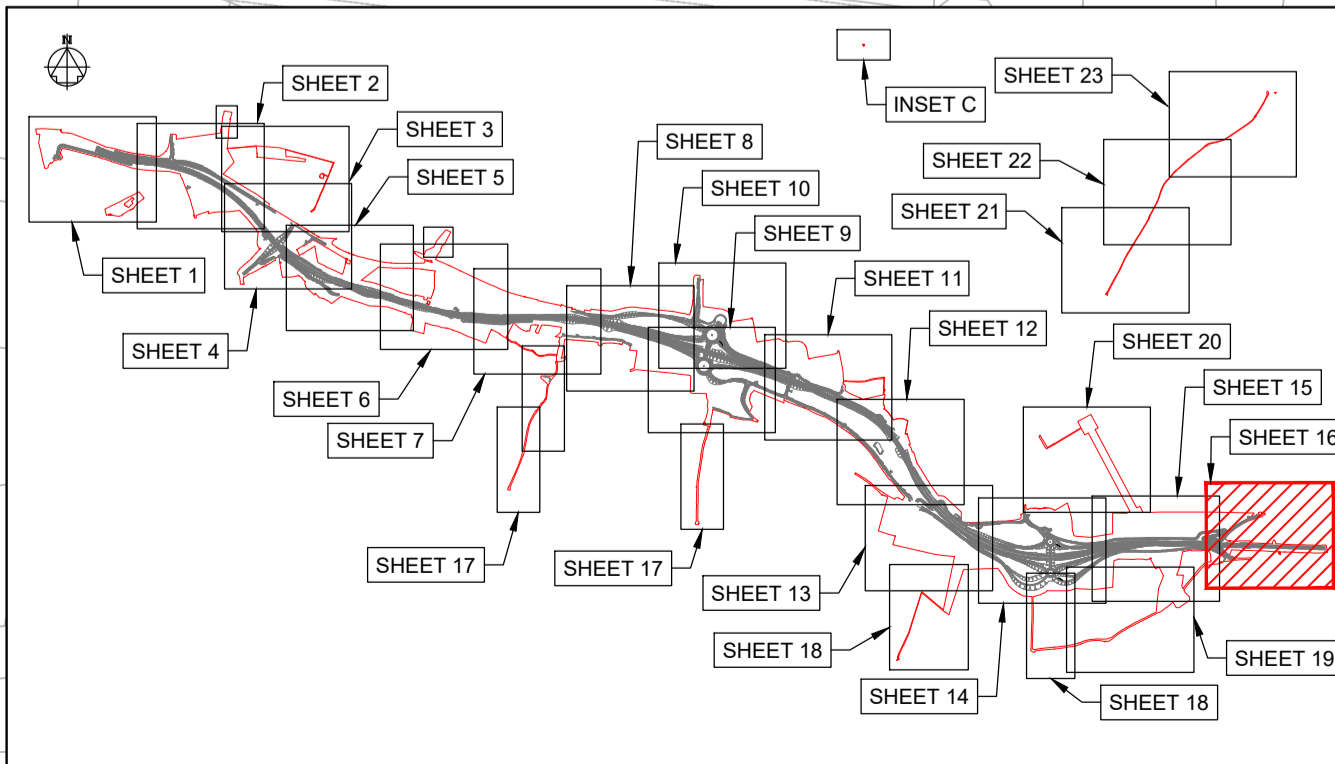 N
SHEET 2
SHEET 23
INSET C
SHEET 3
SHEET 8
SHEET 22
SHEET 5
SHEET 10
SHEET 21
SHEET 9
SHEET 1
SHEET 11
SHEET 12
SHEET 4
SHEET 20
SHEET 15
SHEET 6
SHEET 7
SHEET 16
SHEET 17
SHEET 17
SHEET 13
SHEET 18
SHEET 19
SHEET 14
SHEET 18